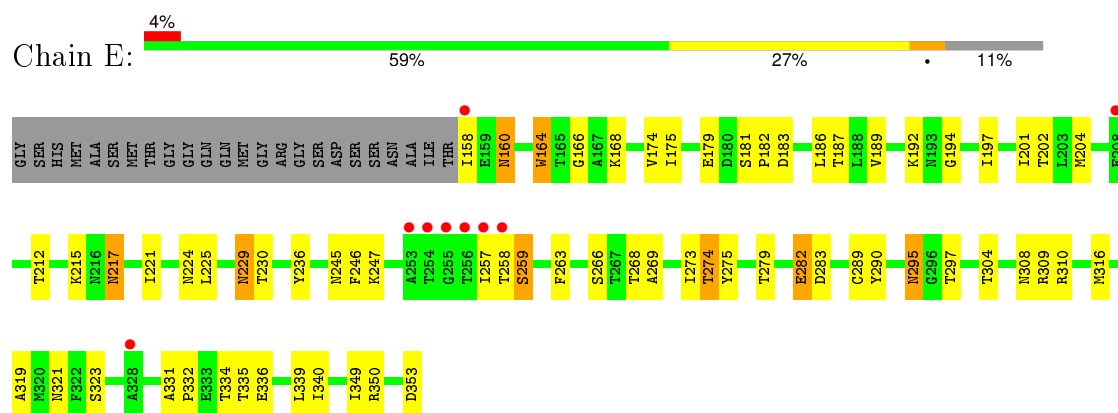 4%
Chain E:
59% 27% • 11%
GLY SER HIS MET ALA SER MET THR GLY GLY GLN GLN MET GLY ARG GLY SER ASP SER SER ASN ALA ILE THR I158 E159 N160 W164 T165 G166 A167 K168 V174 I175 E179 D180 S181 P182 D183 L186 T187 L188 V189 K192 N193 G194 I197 I201 T202 L203 M204 E208
T212 K215 N216 N217 I221 N224 L225 N229 T230 Y236 N245 F246 K247 A253 T254 G255 T256 I257 T258 S259 F263 S266 T267 T268 A269 I273 T274 Y275 T279 E282 D283 C289 Y290 N295 G296 T297 T304 N308 R309 R310 M316
A319 M320 N321 F322 S323 A328 A331 P332 E333 T334 T335 E336 L339 I340 I349 R350 D353